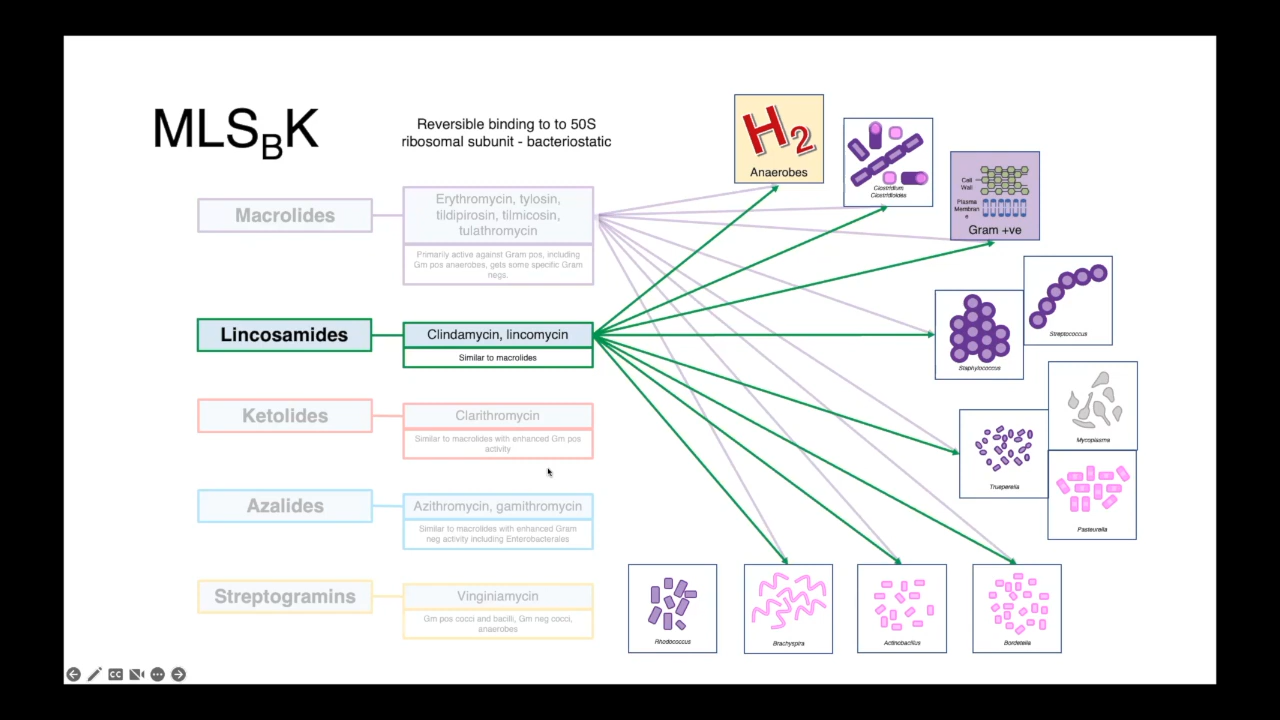 MLSBK
Reversible binding to to 50S
ribosomal subunit - bacteriostatic
Macrolides
Erythromycin, tylosin,
tildipirosin, tilmicosin,
tulathromycin
Primarily active against Gram pos, including
Gm pos anaerobes, gets some specific Gram
negs.
Lincosamides
Clindamycin, lincomycin
Similar to macrolides
Ketolides
Clarithromycin
Similar to macrolides with enhanced Gm pos
activity
Azalides
Azithromycin, gamithromycin
Similar to macrolides with enhanced Gram
neg activity including Enterobacterales
Streptogramins
Virginiamycin
Gm pos cocci and bacilli, Gm neg cocci,
anaerobes
H2
Anaerobes
Clostridium
Clostridioides
Cell
Wall
Plasma
Membran
e
Gram +ve
Streptococcus
Staphylococcus
Mycoplasma
Trueperella
Pasteurella
Rhodococcus
Brachyspira
Actinobacillus
Bordetella
CC